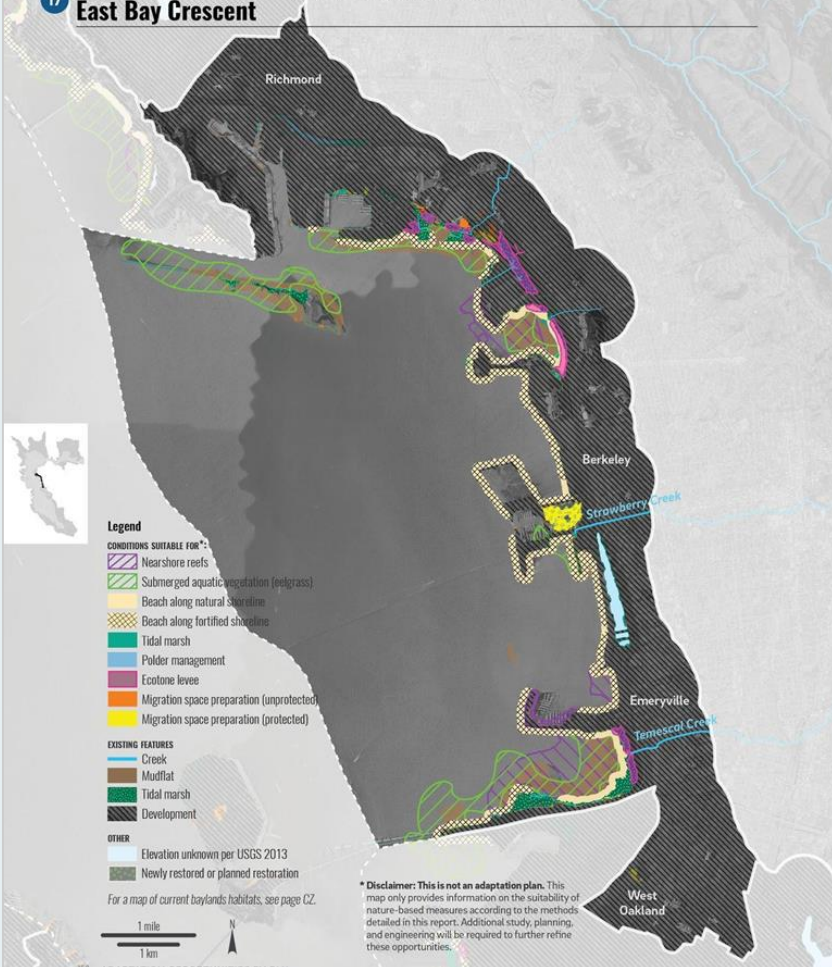 17
East Bay Crescent
Richmond
Berkeley
Strawberry Creek
Emeryville
Temescal Creek
West
Oakland
Legend
CONDITIONS SUITABLE FOR*:
Nearshore reefs
Submerged aquatic vegetation (eelgrass)
Beach along natural shoreline
Beach along fortified shoreline
Tidal marsh
Polder management
Ecotone levee
Migration space preparation (unprotected)
Migration space preparation (protected)
EXISTING FEATURES
Creek
Mudflat
Tidal marsh
Development
OTHER
Elevation unknown per USGS 2013
Newly restored or planned restoration
For a map of current baylands habitats, see page CZ.
1 mile
1 km
N
* Disclaimer: This is not an adaptation plan. This
map only provides information on the suitability of
nature-based measures according to the methods
detailed in this report. Additional study, planning,
and engineering will be required to further refine
these opportunities.